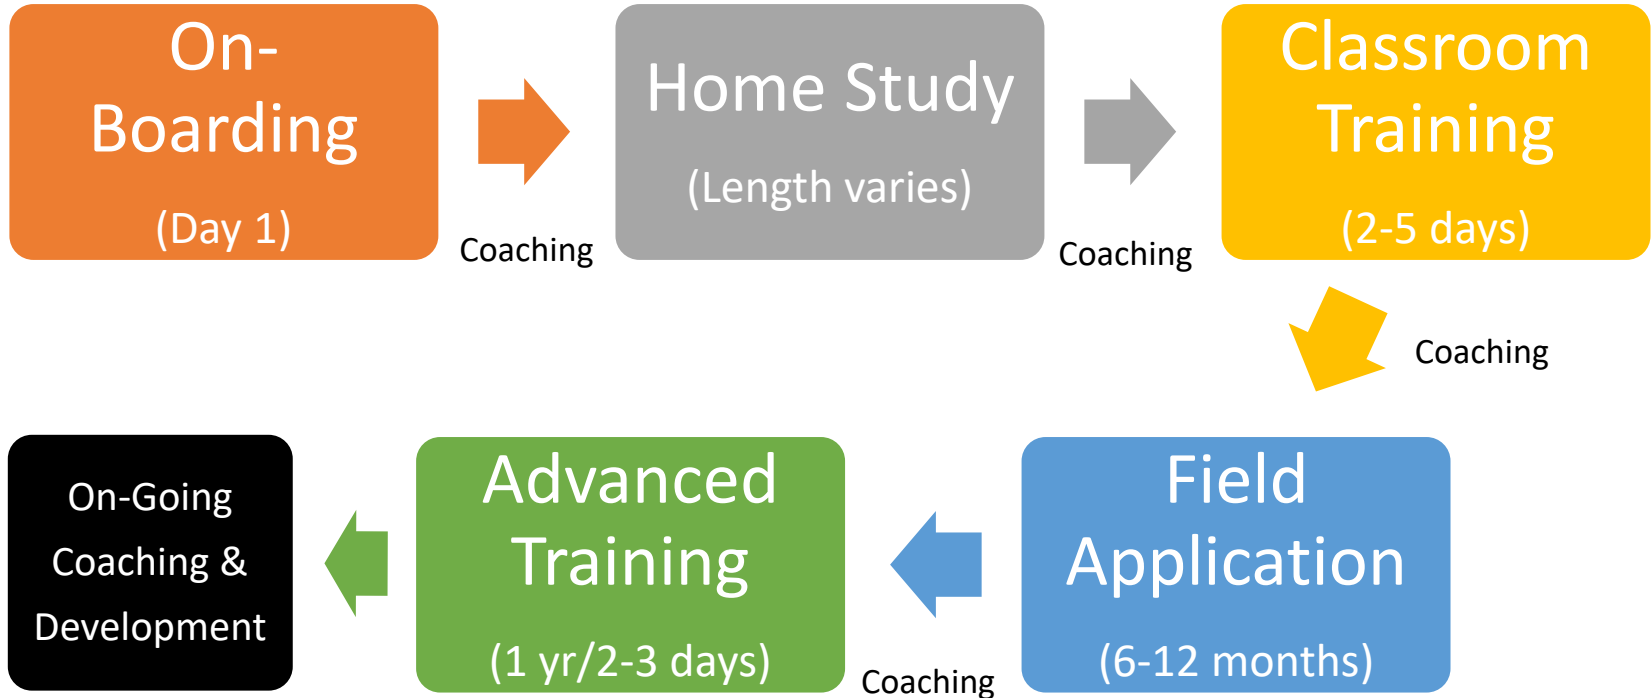 On-
Boarding
(Day 1)
Coaching
Home Study
(Length varies)
Coaching
Classroom
Training
(2-5 days)
Coaching
Field
Application
(6-12 months)
Coaching
Advanced
Training
(1 yr/2-3 days)
On-Going
Coaching &
Development